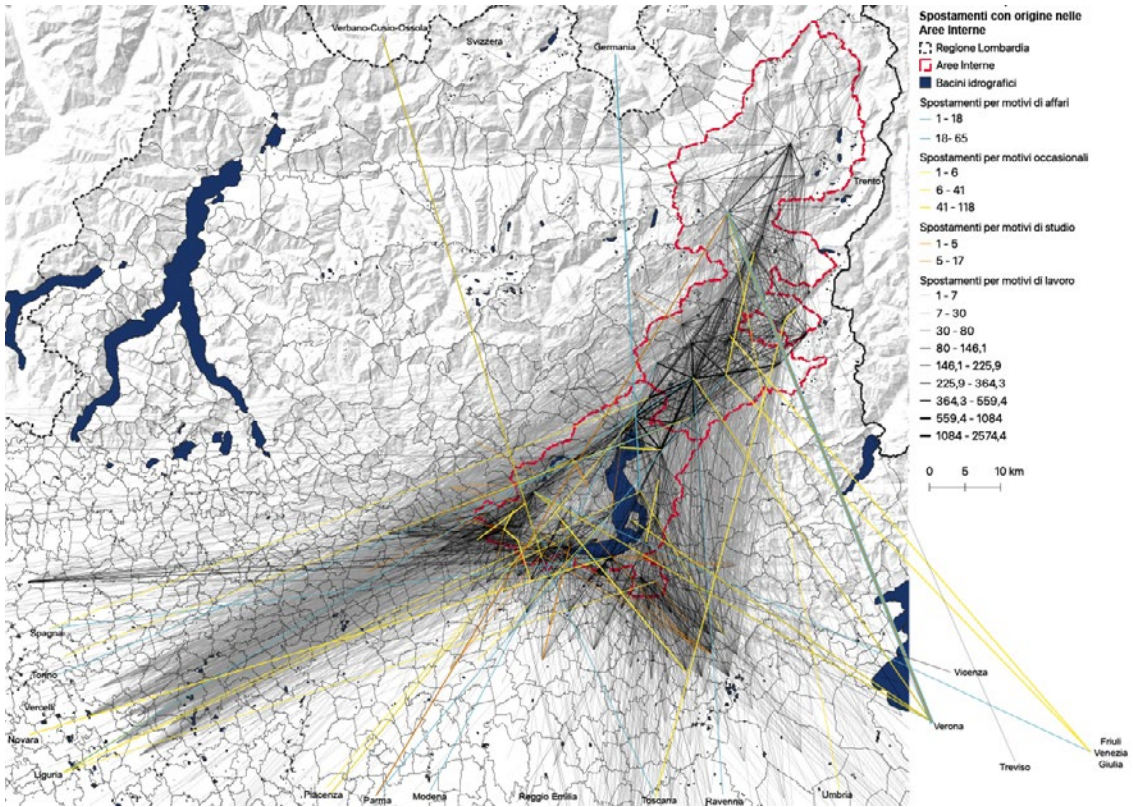 Verbano-Cusio-Ossola
Svizzera
Germania
Trento
Spagna
Torino
Vercelli
Novara
Liguria
Piacenza
Parma
Modena
Reggio Emilia
Toscana
Ravenna
Umbria
Vicenza
Verona
Treviso
Friuli
Venezia
Giulia
Spostamenti con origine nelle
Aree Interne
Regione Lombardia
Aree Interne
Bacini idrografici
Spostamenti per motivi di affari
1 - 18
18- 65
Spostamenti per motivi occasionali
1 - 6
6 - 41
41 - 118
Spostamenti per motivi di studio
1 - 5
5 - 17
Spostamenti per motivi di lavoro
1 - 7
7 - 30
30 - 80
80 - 146,1
146,1 - 225,9
225,9 - 364,3
364,3 - 559,4
559,4 - 1084
1084 - 2574,4
0 5 10 km